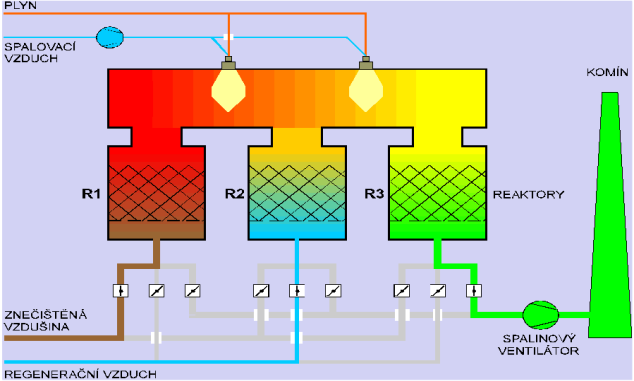 PLYN
SPALOVACÍ
VZDUCH
KOMÍN
R1
R2
R3
REAKTORY
ZNEČIŠTĚNÁ
VZDUŠINA
SPALINOVÝ
VENTILÁTOR
REGENERAČNÍ VZDUCH